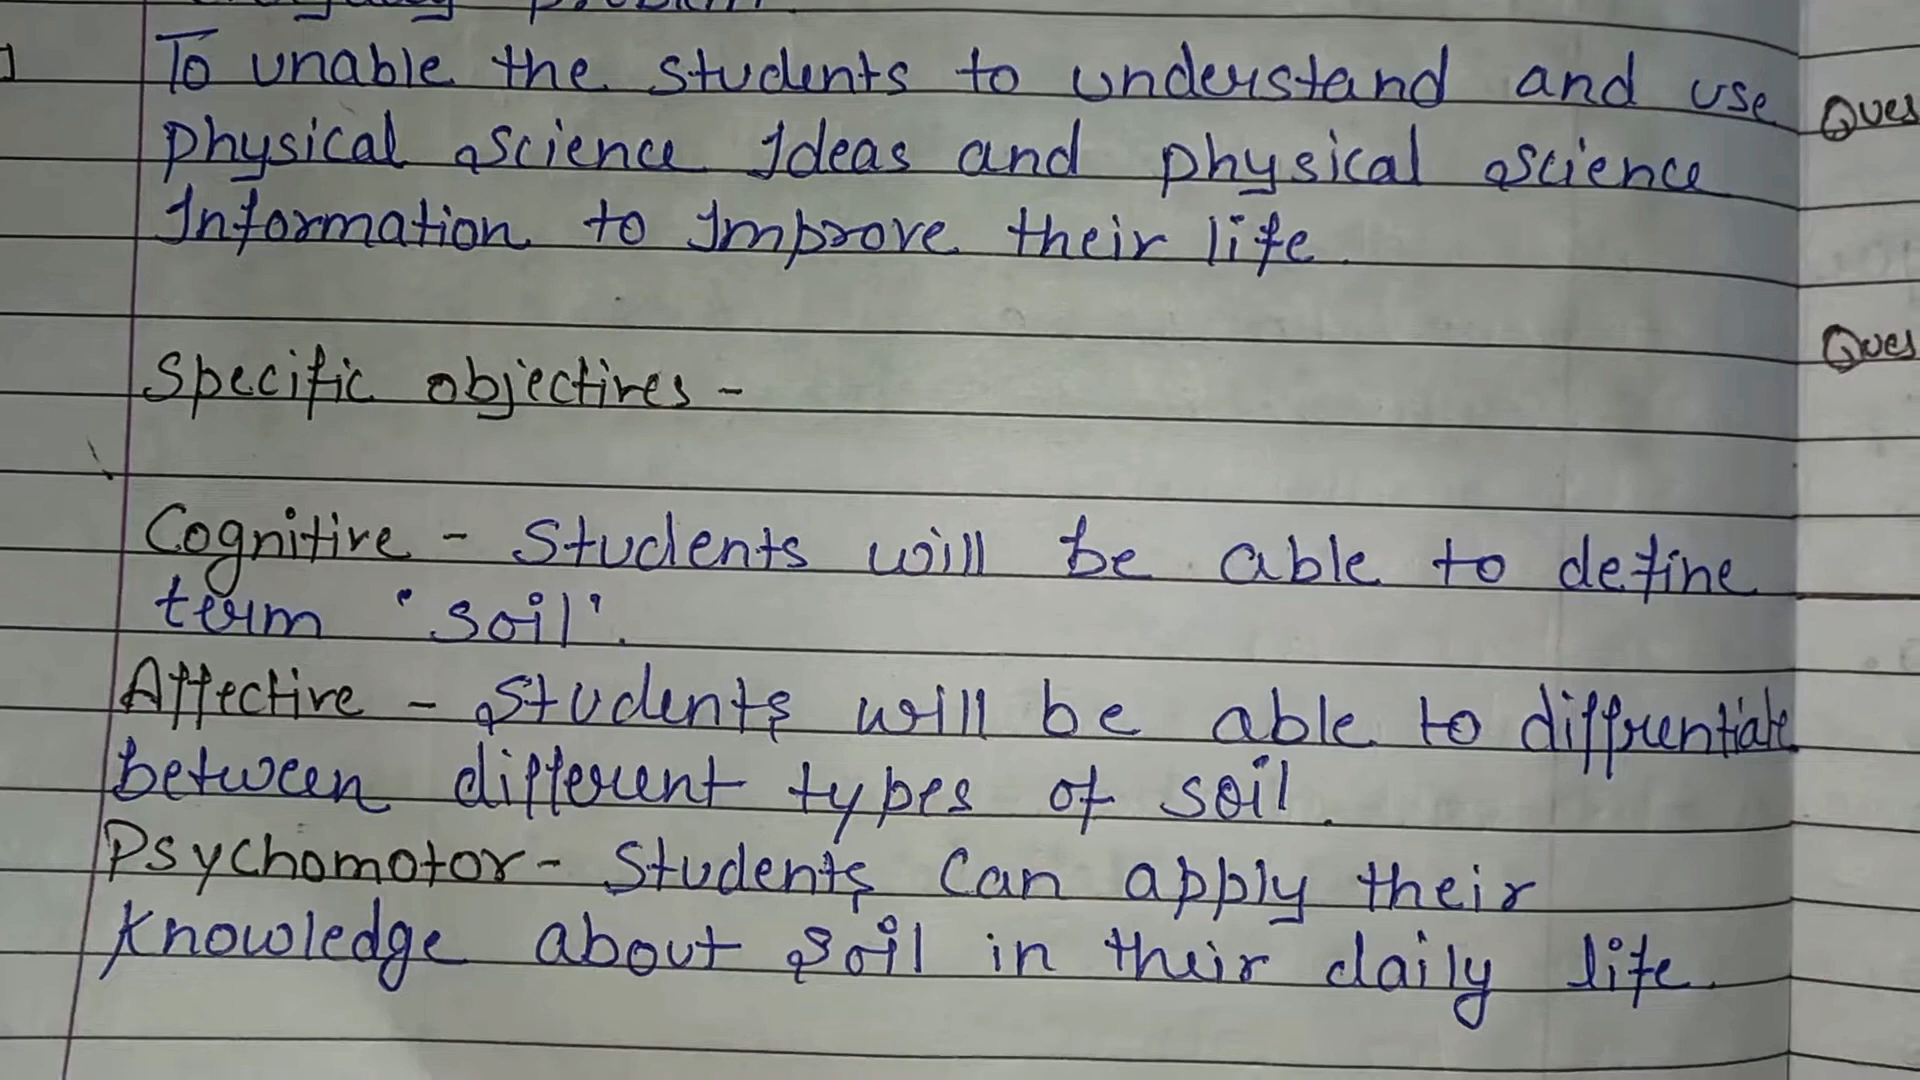 To unable the students to understand and use
physical science Ideas and physical science
Information to Improve their life.
Specific objectives -
Cognitive - Students will be able to define
term 'soil'.
Affective - Students will be able to diffrentiate
between different types of soil.
Psychomotor - Students Can apply their
Knowledge about soil in their daily life.
Ques
Ques